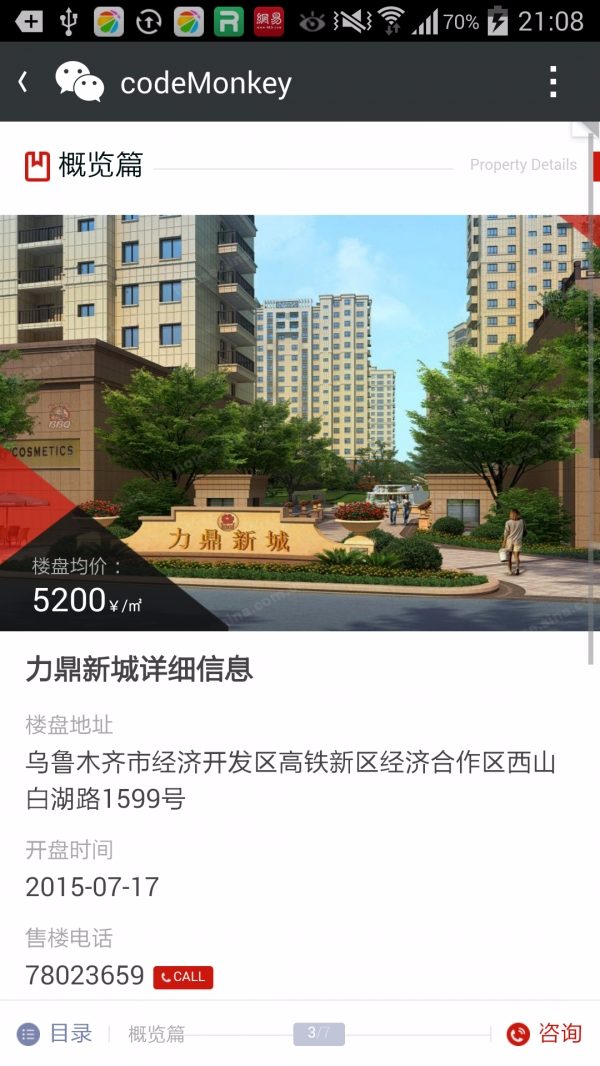 70% 21:08
網易
codeMonkey
概览篇
Property Details
BBQ
COSMETICS
力鼎新城
楼盘均价：
5200¥/㎡
力鼎新城详细信息
楼盘地址
乌鲁木齐市经济开发区高铁新区经济合作区西山
白湖路1599号
开盘时间
2015-07-17
售楼电话
78023659 CALL
目录 概览篇 3/7 咨询